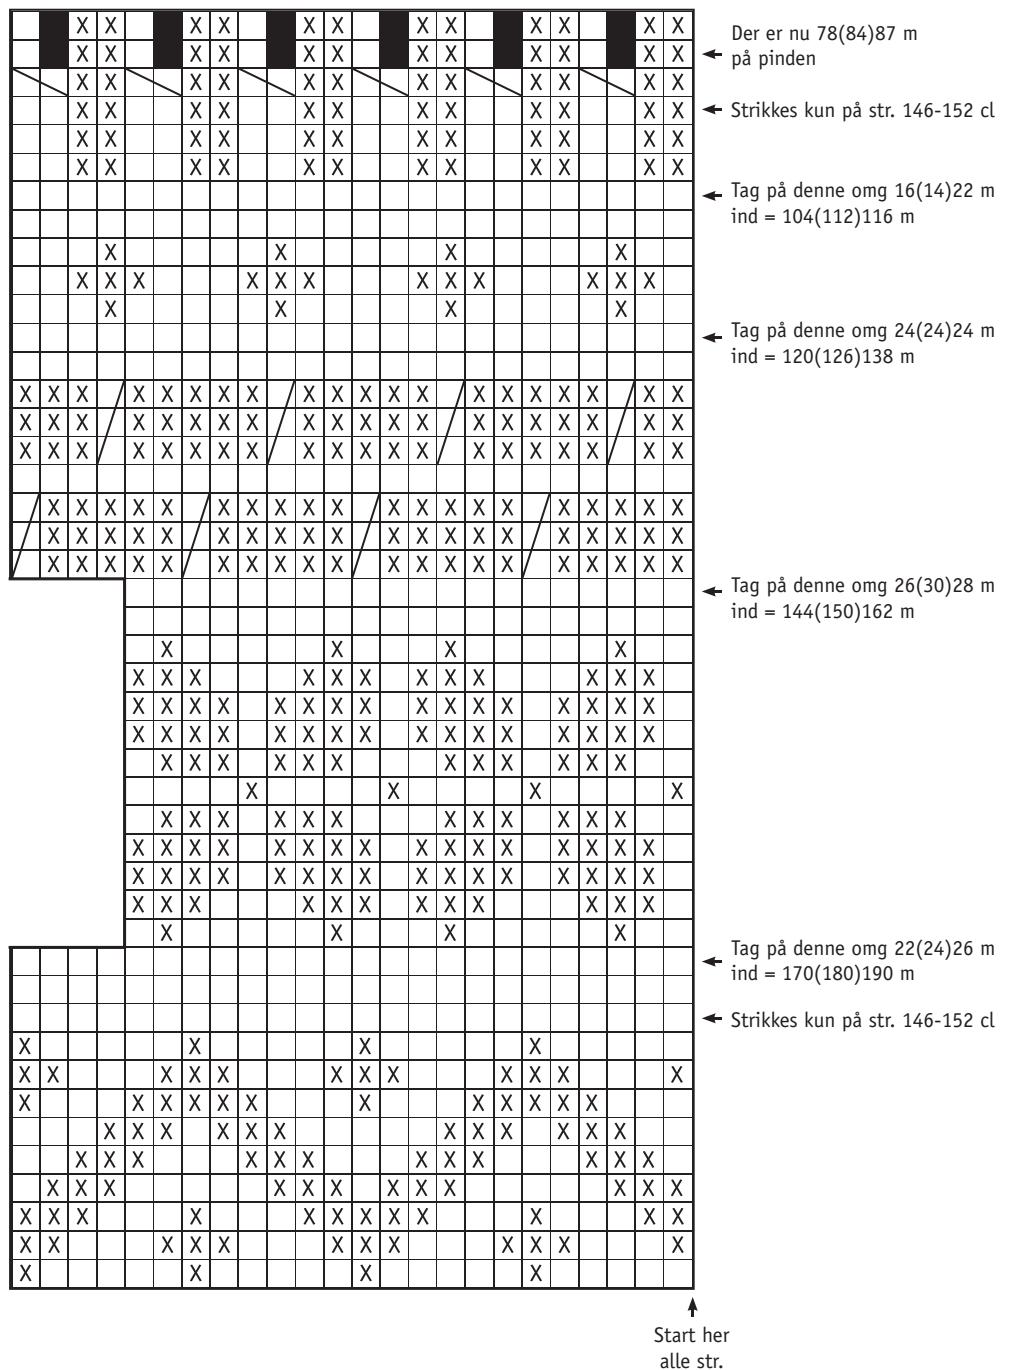 Der er nu 78(84)87 m
på pinden
Strikkes kun på str. 146-152 cl
Tag på denne omg 16(14)22 m
ind = 104(112)116 m
Tag på denne omg 24(24)24 m
ind = 120(126)138 m
Tag på denne omg 26(30)28 m
ind = 144(150)162 m
Tag på denne omg 22(24)26 m
ind = 170(180)190 m
Strikkes kun på str. 146-152 cl
Start her
alle str.